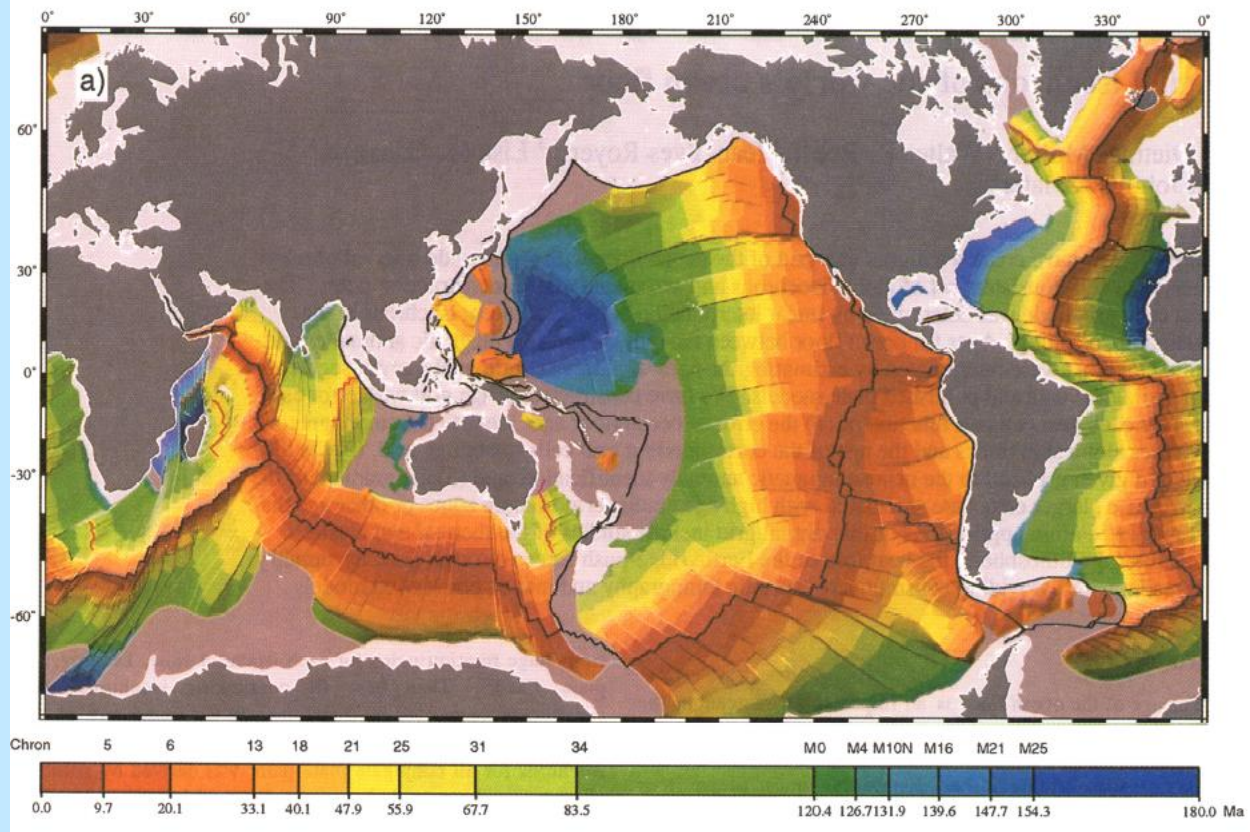 0° 30° 60° 90° 120° 150° 180° 210° 240° 270° 300° 330° 0°
a)
60°
30°
0°
-30°
-60°
Chron 5 6 13 18 21 25 31 34 M0 M4 M10N M16 M21 M25
0.0 9.7 20.1 33.1 40.1 47.9 55.9 67.7 83.5 120.4 126.7 131.9 139.6 147.7 154.3 180.0 Ma